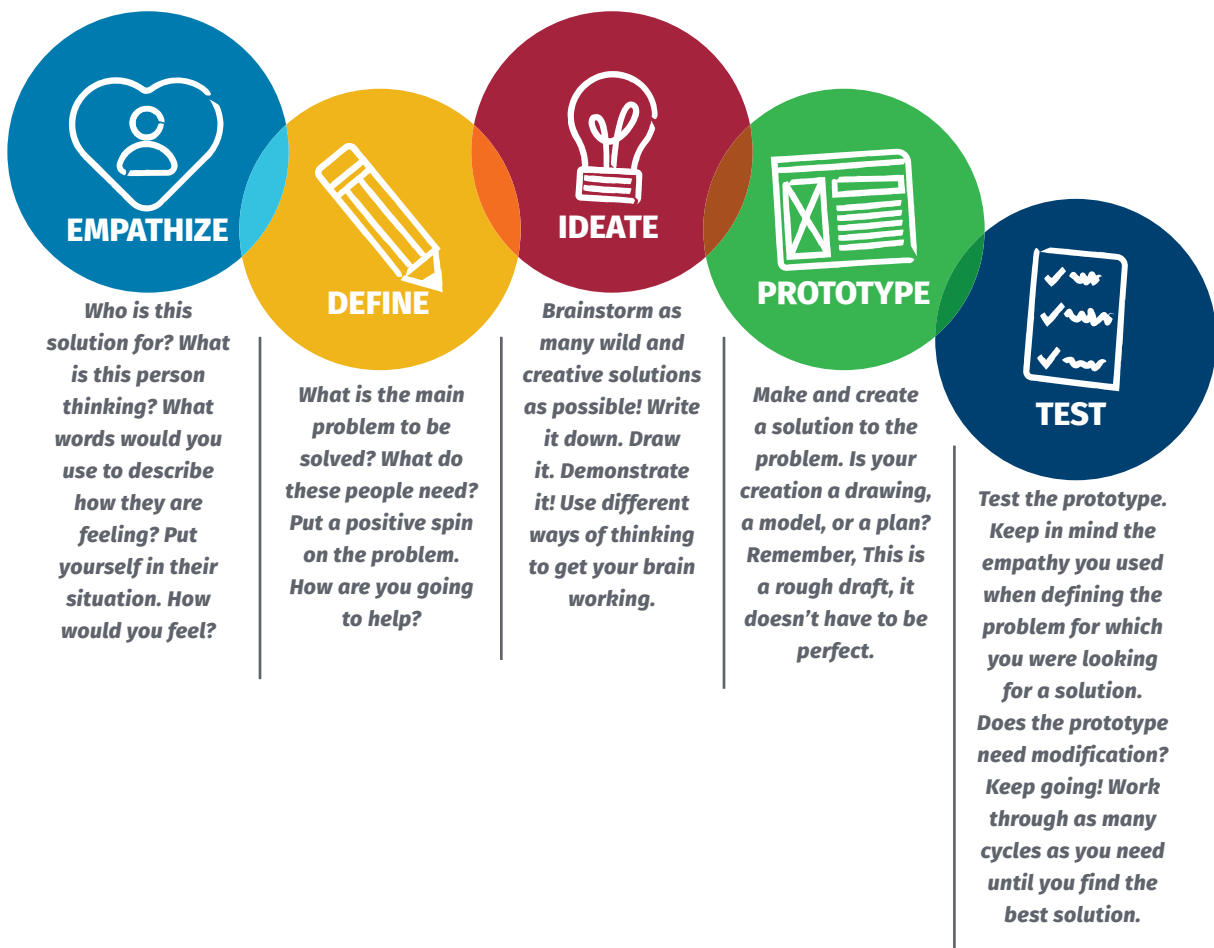 EMPATHIZE
Who is this
solution for? What
is this person
thinking? What
words would you
use to describe
how they are
feeling? Put
yourself in their
situation. How
would you feel?
DEFINE
What is the main
problem to be
solved? What do
these people need?
Put a positive spin
on the problem.
How are you going
to help?
IDEATE
Brainstorm as
many wild and
creative solutions
as possible! Write
it down. Draw
it. Demonstrate
it! Use different
ways of thinking
to get your brain
working.
PROTOTYPE
Make and create
a solution to the
problem. Is your
creation a drawing,
a model, or a plan?
Remember, This is
a rough draft, it
doesn't have to be
perfect.
TEST
Test the prototype.
Keep in mind the
empathy you used
when defining the
problem for which
you were looking
for a solution.
Does the prototype
need modification?
Keep going! Work
through as many
cycles as you need
until you find the
best solution.